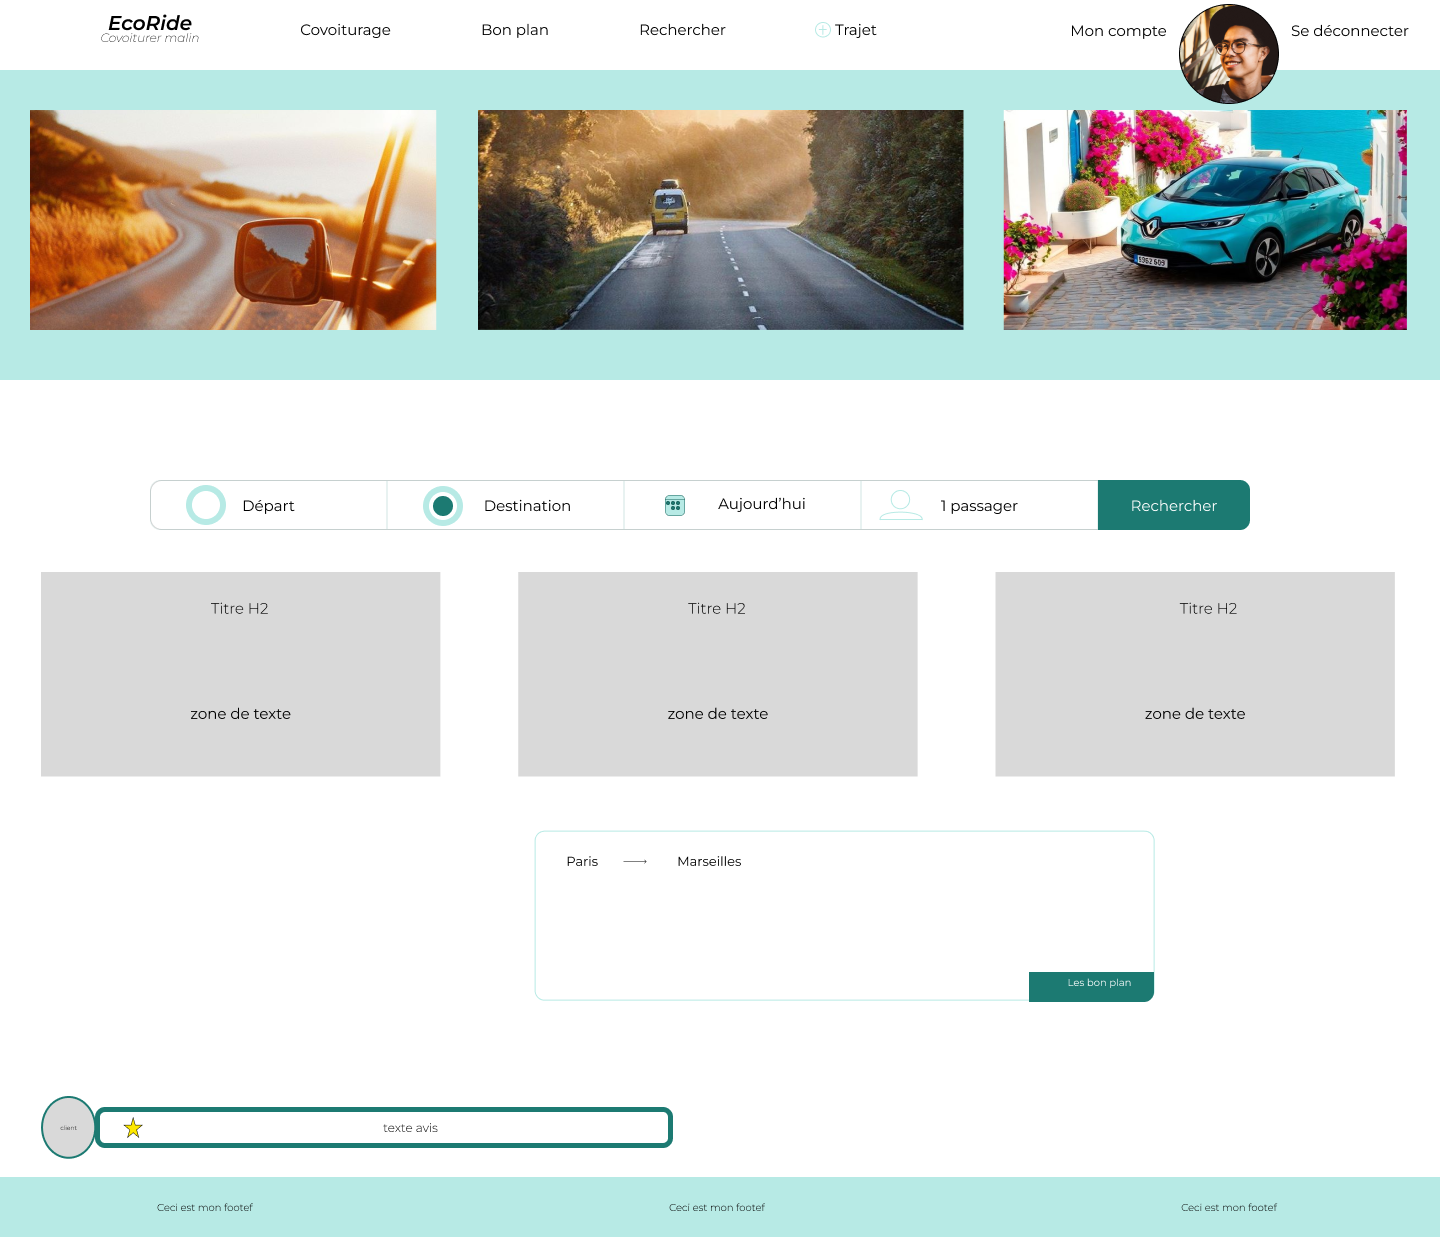 EcoRide
Covoiturer malin
Covoiturage
Bon plan
Rechercher
Trajet
Mon compte
Se déconnecter
Départ
Destination
Aujourd'hui
1 passager
Rechercher
Titre H2
zone de texte
Titre H2
zone de texte
Titre H2
zone de texte
Paris
Marseilles
Les bon plan
client
texte avis
Ceci est mon footef
Ceci est mon footef
Ceci est mon footef